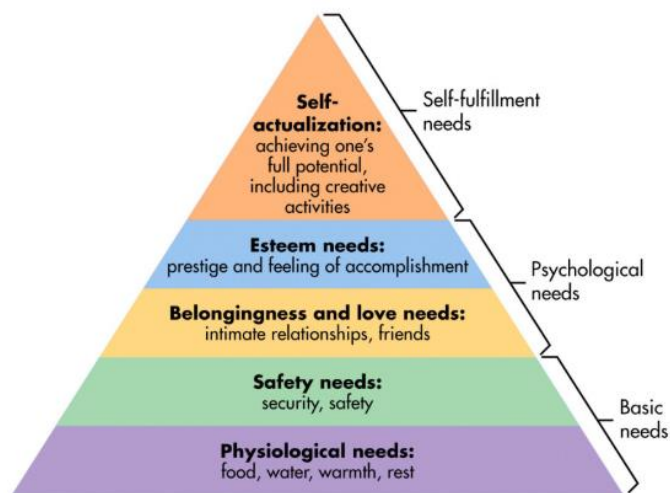 Self-
actualization:
achieving one's
full potential,
including creative
activities
Self-fulfillment
needs
Esteem needs:
prestige and feeling of accomplishment
Psychological
needs
Belongingness and love needs:
intimate relationships, friends
Safety needs:
security, safety
Basic
needs
Physiological needs:
food, water, warmth, rest